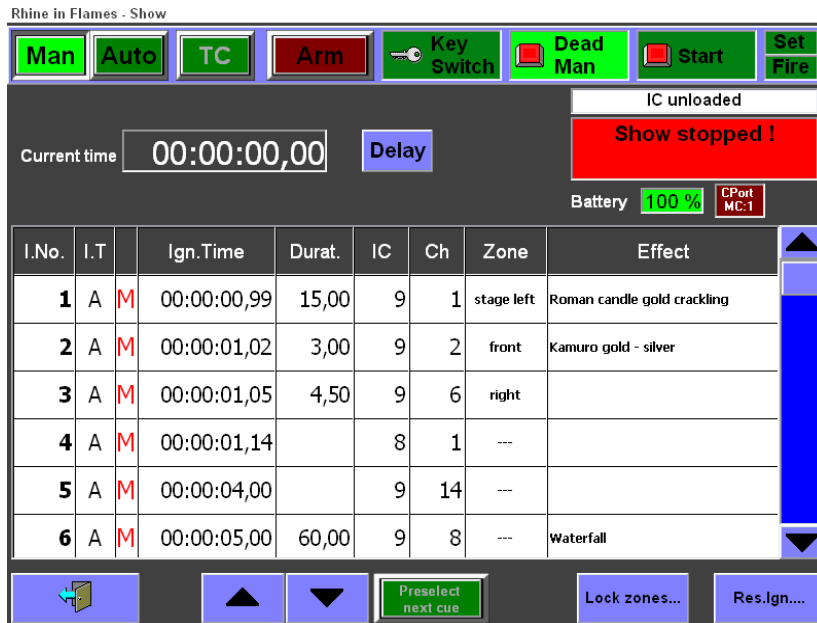 Rhine in Flames - Show
Man Auto TC Arm Key Switch Dead Man Start Set Fire
IC unloaded
Show stopped !
Current time 00:00:00,00 Delay
Battery 100 % CPort MC:1
I.No. I.T Ign.Time Durat. IC Ch Zone Effect
1 A M 00:00:00,99 15,00 9 1 stage left Roman candle gold crackling
2 A M 00:00:01,02 3,00 9 2 front Kamuro gold - silver
3 A M 00:00:01,05 4,50 9 6 right
4 A M 00:00:01,14 8 1 ---
5 A M 00:00:04,00 9 14 ---
6 A M 00:00:05,00 60,00 9 8 --- Waterfall
Preselect next cue Lock zones... Res.Ign....